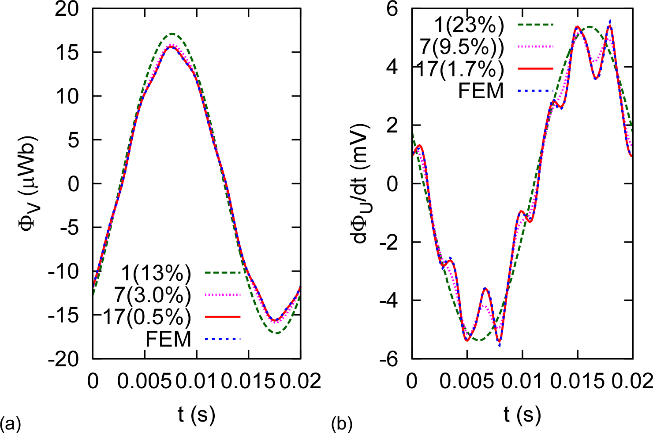 20
15
10
5
0
-5
-10
-15
-20
ΦV (μWb)
1(13%)
7(3.0%)
-17(0.5%)
FEM
0 0.005 0.01 0.015 0.02
t (s)
(a)
6
4
2
0
-2
-4
-6
dΦU/dt (mV)
1(23%)
7(9.5%))
-17(1.7%)
FEM
0 0.005 0.01 0.015 0.02
t (s)
(b)